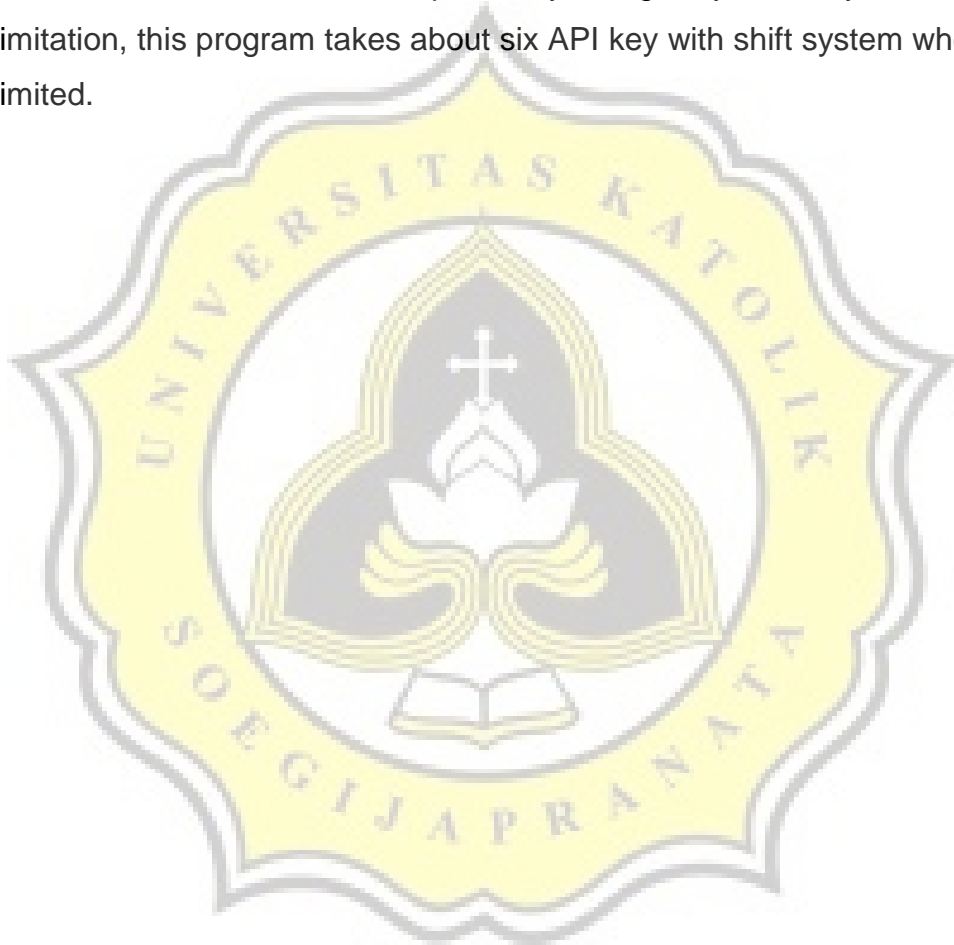 imitation, this program takes about six API key with shift system wh
imited.
UNIVERSITAS KATOLIK
SOEGIJAPRANATA